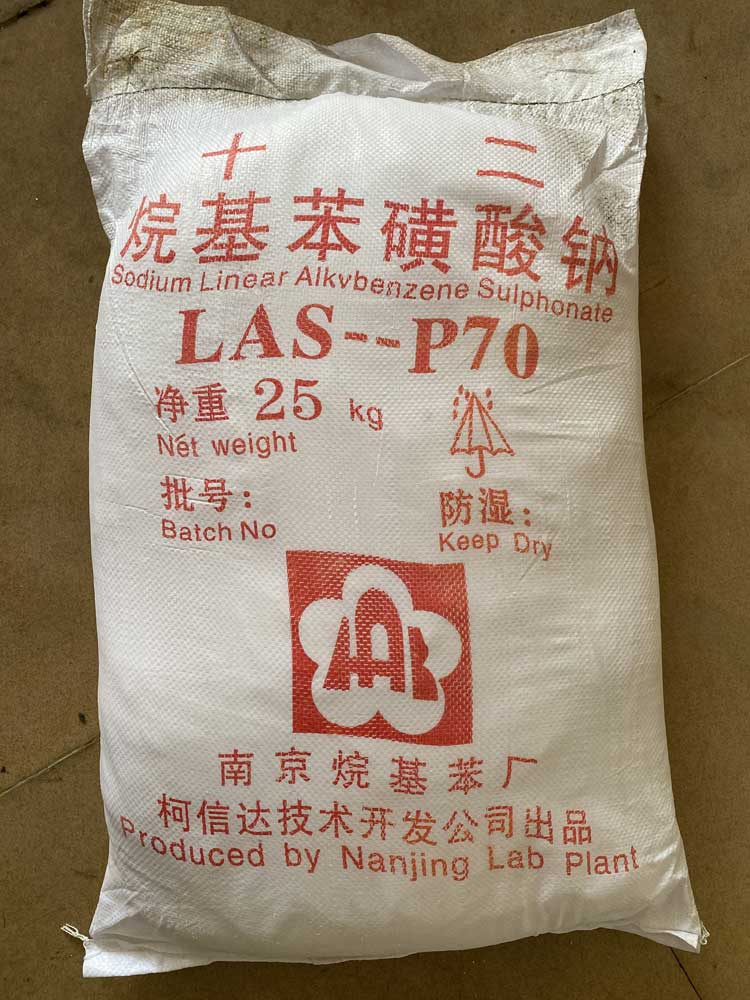 十 二
烷基苯磺酸钠
Sodium Linear Alkvbenzene Sulphonate
LAS--P70
净重 25 kg
Net weight
批号：
Batch No
防湿：
Keep Dry
LAB
南京烷基苯厂
柯信达技术开发公司出品
Produced by Nanjing Lab Plant